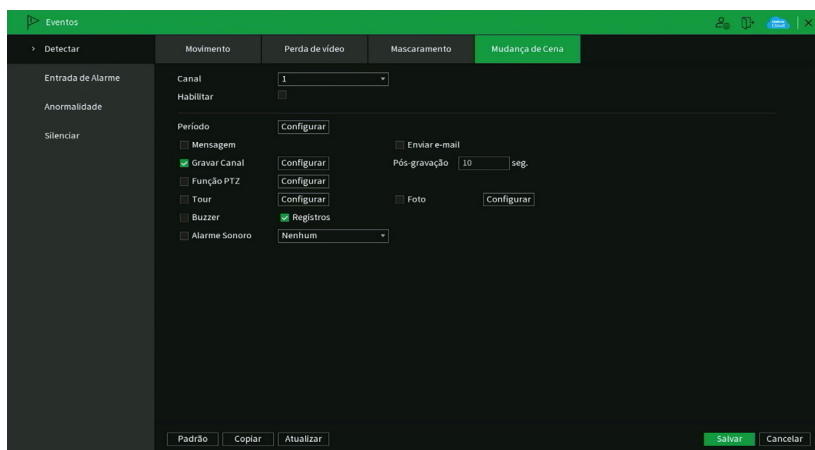 Eventos
Detectar
Entrada de Alarme
Anormalidade
Silenciar
Movimento Perda de vídeo Mascaramento Mudança de Cena
Canal 1
Habilitar
Período Configurar
Mensagem Enviar e-mail
Gravar Canal Configurar Pós-gravação 10 seg.
Função PTZ Configurar
Tour Configurar Foto Configurar
Buzzer Registros
Alarme Sonoro Nenhum
Padrão Copiar Atualizar Salvar Cancelar